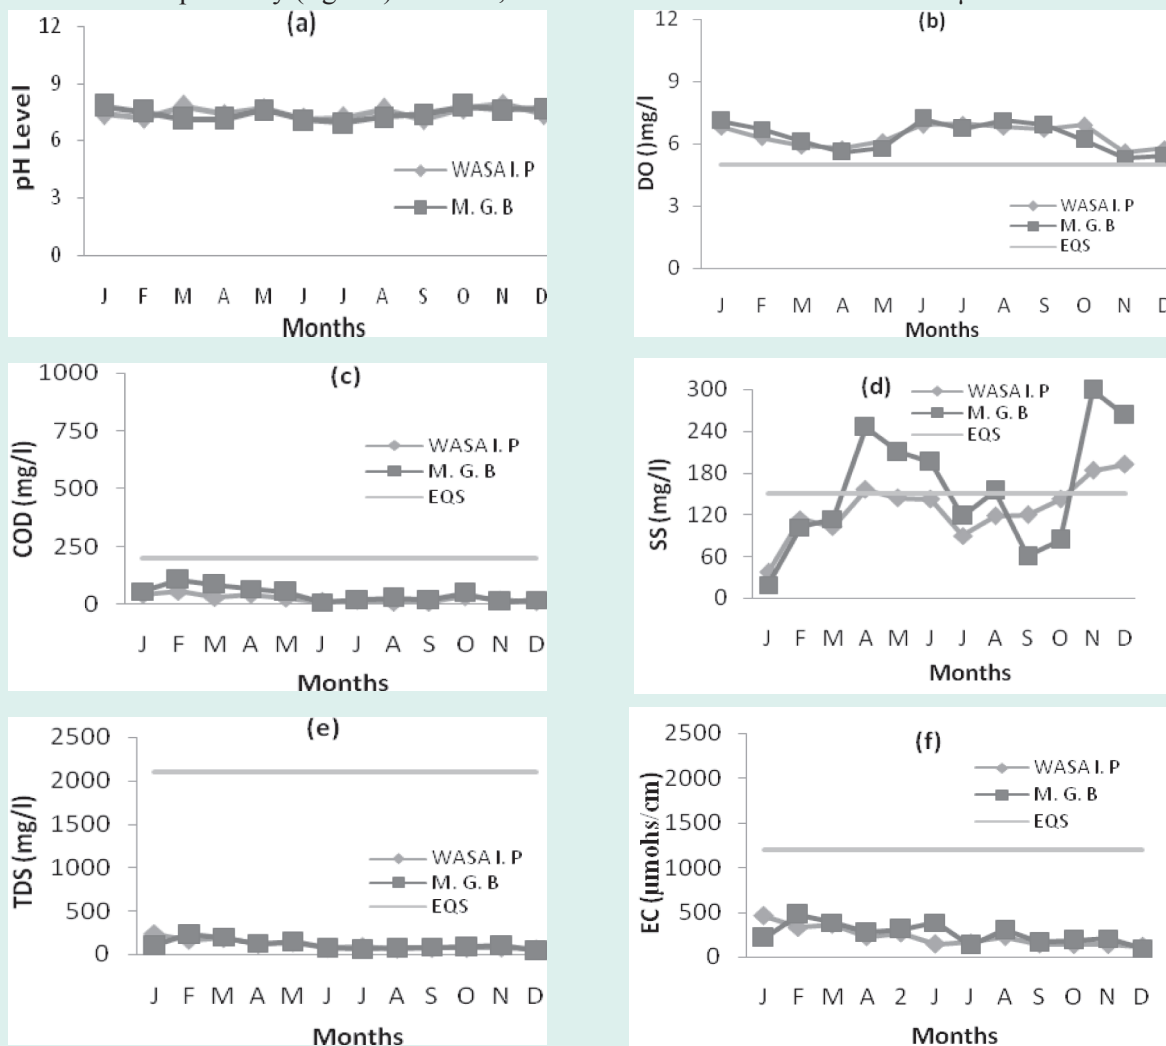 (a)
12
9
6
3
0
pH Level
WASA I. P
M. G. B
J F M A M J J A S O N D
Months
(b)
12
9
6
3
0
DO ()mg/l
WASA I. P
M. G. B
EQS
J F M A M J J A S O N D
Months
(c)
1000
750
500
250
0
COD (mg/l)
WASA I. P
M. G. B
EQS
J F M A M J J A S O N D
Months
(d)
300
240
180
120
60
0
SS (mg/l)
WASA I. P
M. G. B
EQS
J F M A M J J A S O N D
Months
(e)
2500
2000
1500
1000
500
0
TDS (mg/l)
WASA I. P
M. G. B
EQS
J F M A M J J A S O N D
Months
(f)
2500
2000
1500
1000
500
0
EC (µmohs/cm)
WASA I. P
M. G. B
EQS
J F M A 2 J J A S O N D
Months